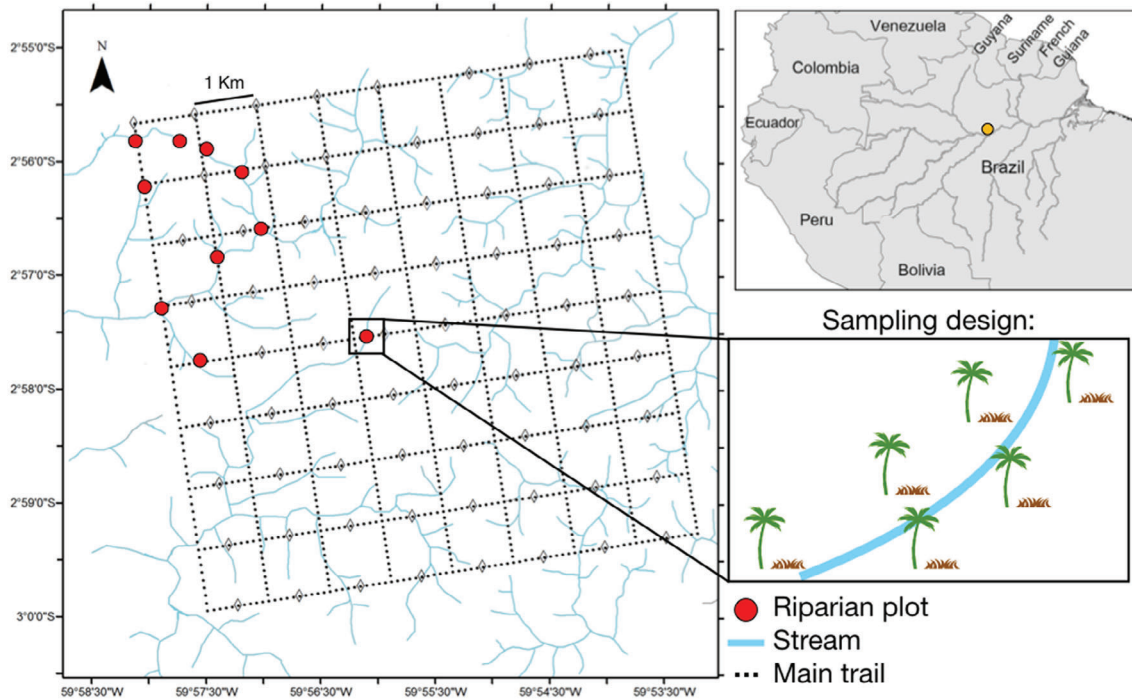 N
1 Km
2°55'0"S
2°56'0"S
2°57'0"S
2°58'0"S
2°59'0"S
3°0'0"S
59°58'30"W
59°57'30"W
59°56'30"W
59°55'30"W
59°54'30"W
59°53'30"W
Venezuela
Guyana
Suriname
French
Guiana
Colombia
Ecuador
Brazil
Peru
Bolivia
Sampling design:
Riparian plot
Stream
Main trail